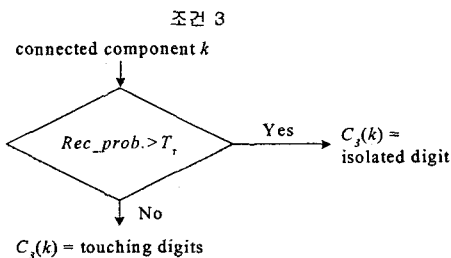 조건 3
connected component k
Rec_prob.>T_r
Yes
C_3(k) =
isolated digit
No
C_3(k) = touching digits